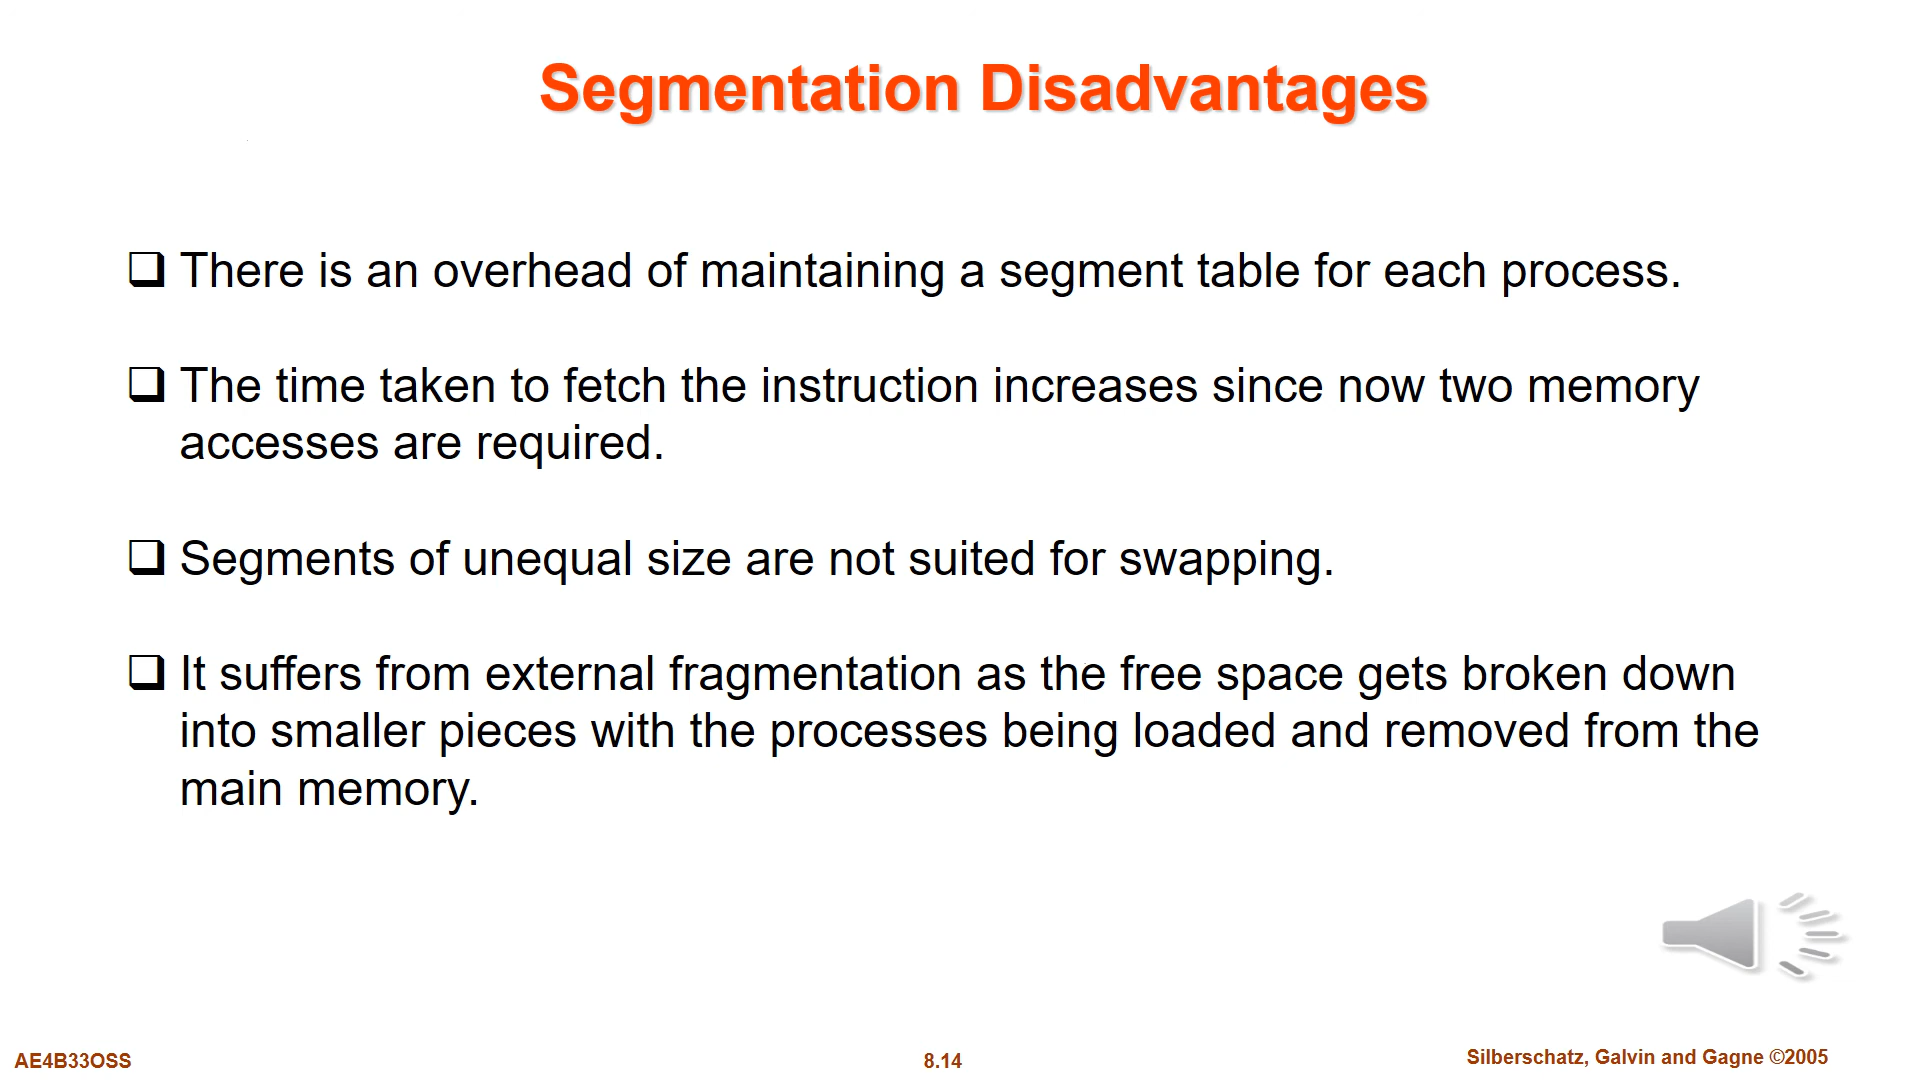 Segmentation Disadvantages
❑ There is an overhead of maintaining a segment table for each process.
❑ The time taken to fetch the instruction increases since now two memory
accesses are required.
❑ Segments of unequal size are not suited for swapping.
❑ It suffers from external fragmentation as the free space gets broken down
into smaller pieces with the processes being loaded and removed from the
main memory.
AE4B33OSS
8.14
Silberschatz, Galvin and Gagne ©2005